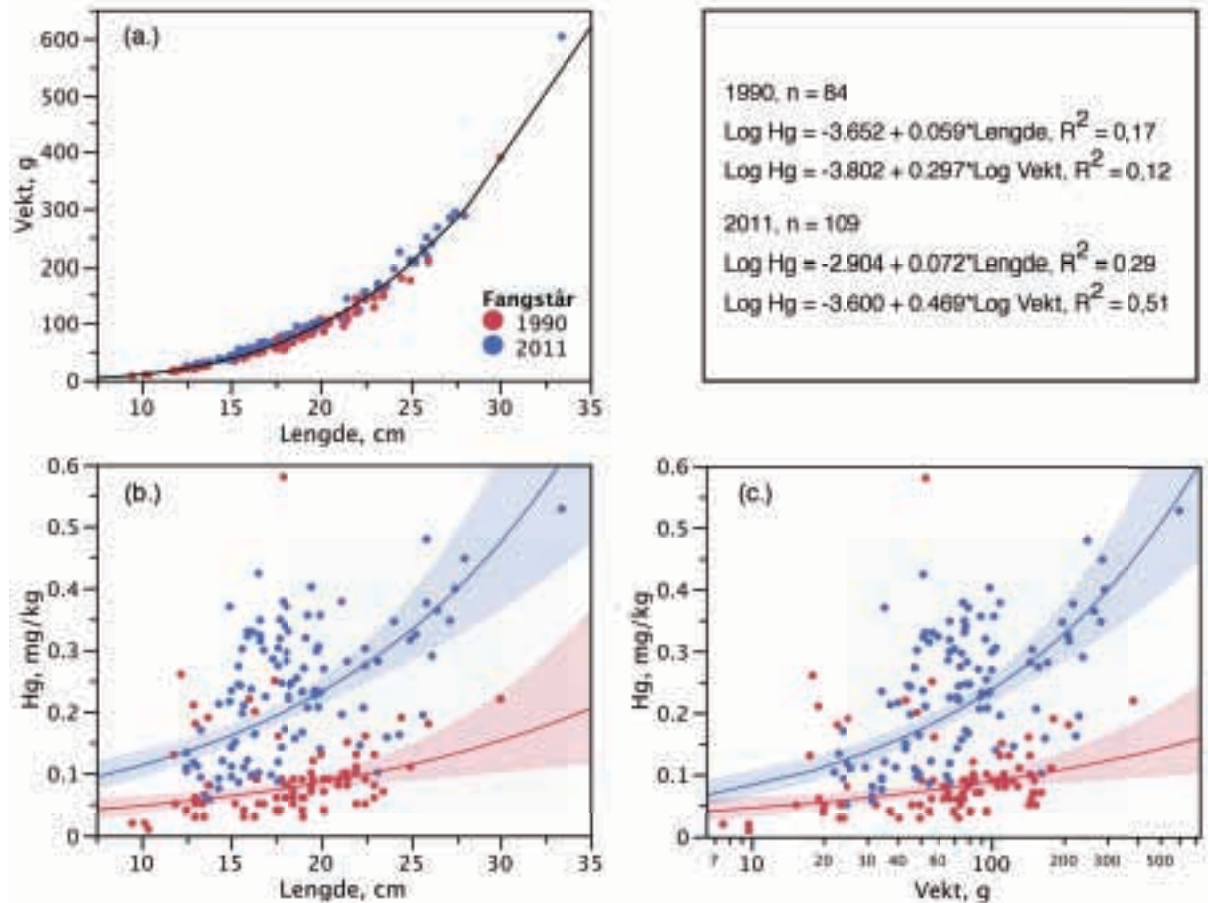 (a.)
600
500
400
300
200
100
0
Vekt, g
10 15 20 25 30 35
Lengde, cm
Fangstår
1990
2011
1990, n = 84
Log Hg = -3.652 + 0.059*Lengde, R² = 0,17
Log Hg = -3.802 + 0.297*Log Vekt, R² = 0,12
2011, n = 109
Log Hg = -2.904 + 0.072*Lengde, R² = 0.29
Log Hg = -3.600 + 0.469*Log Vekt, R² = 0,51
(b.)
0.6
0.5
0.4
0.3
0.2
0.1
0
Hg, mg/kg
10 15 20 25 30 35
Lengde, cm
(c.)
0.6
0.5
0.4
0.3
0.2
0.1
0
Hg, mg/kg
7 10 20 30 40 60 100 200 300 500
Vekt, g